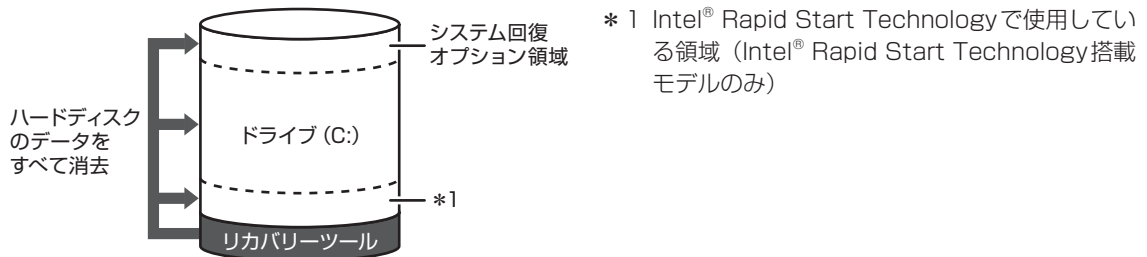 ハードディスク
のデータを
すべて消去
システム回復
オプション領域
ドライブ（C:）
＊1
リカバリーツール
＊1 Intel® Rapid Start Technologyで使用してい
る領域（Intel® Rapid Start Technology搭載
モデルのみ）